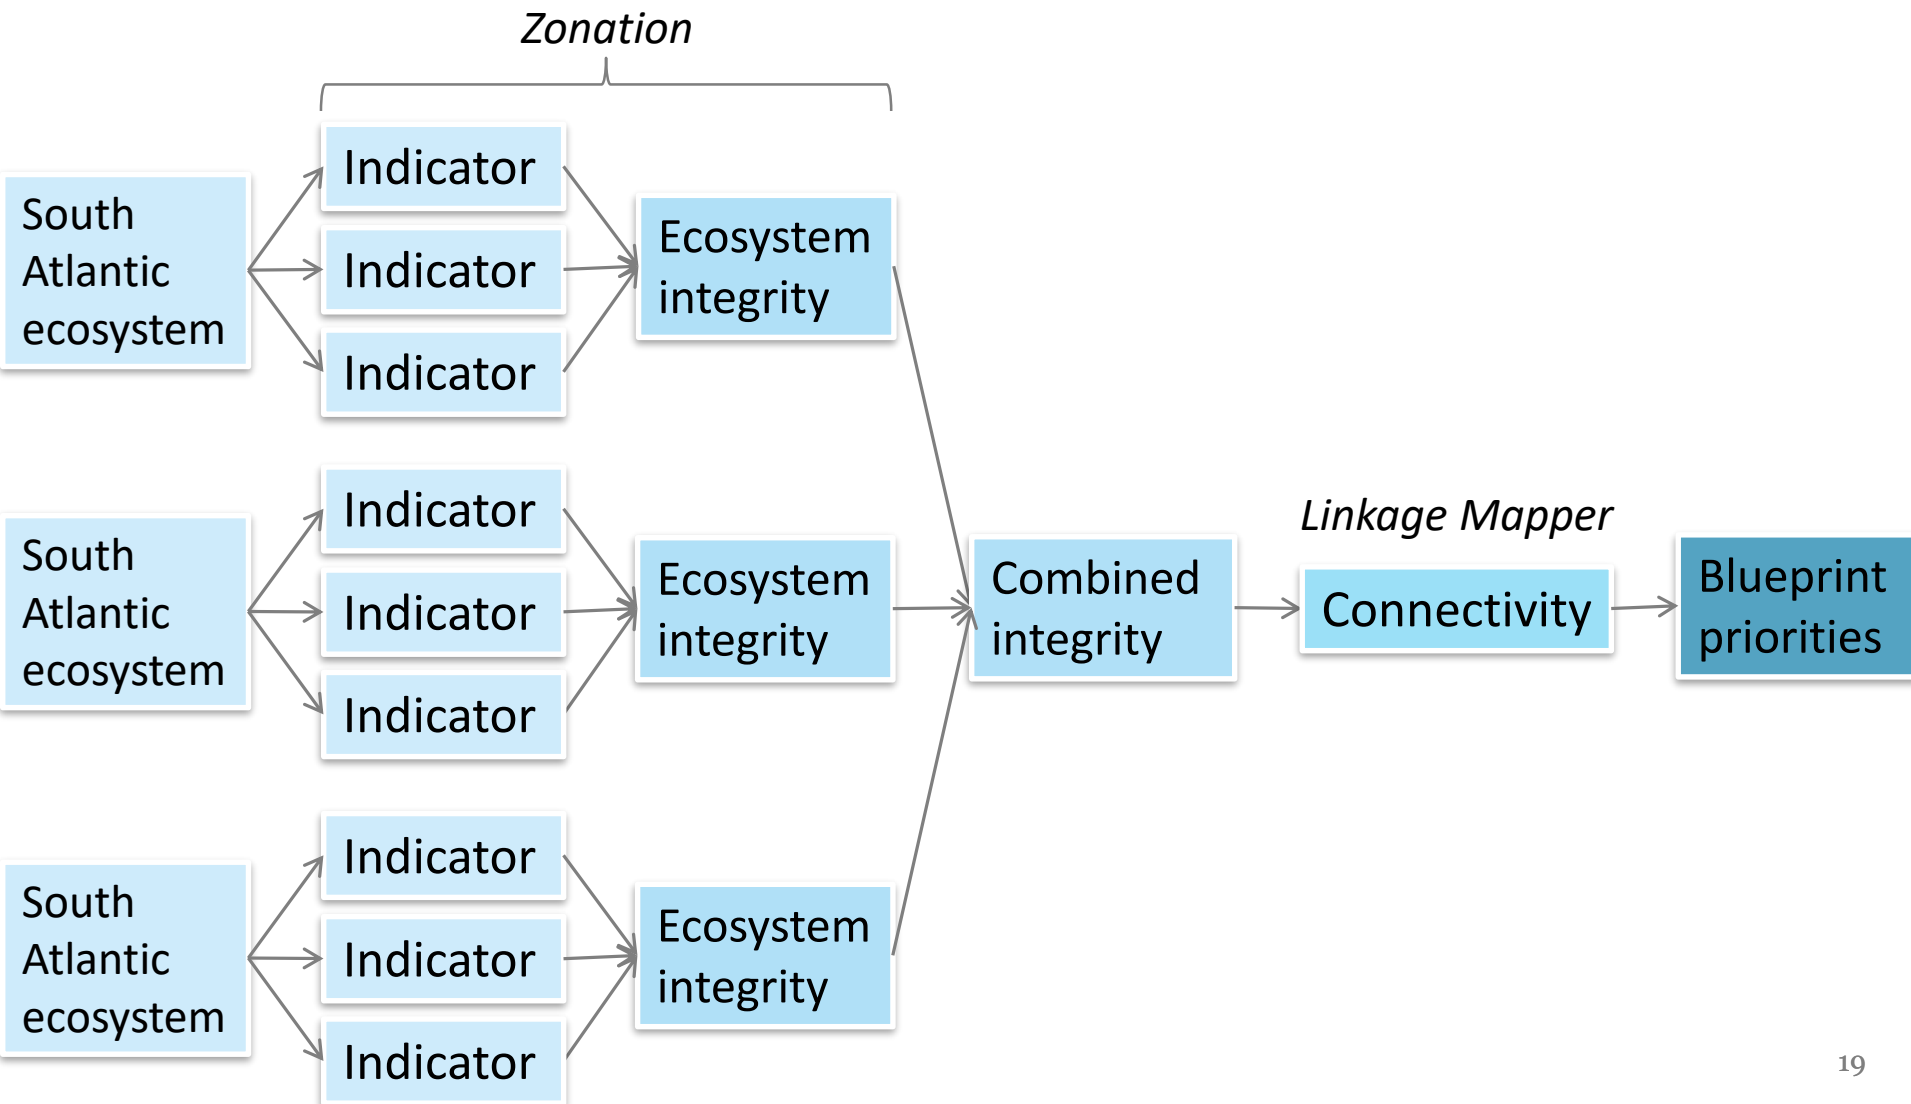 Zonation
South
Atlantic
ecosystem
Indicator
Indicator
Indicator
Ecosystem
integrity
South
Atlantic
ecosystem
Indicator
Indicator
Indicator
Ecosystem
integrity
South
Atlantic
ecosystem
Indicator
Indicator
Indicator
Ecosystem
integrity
Combined
integrity
Linkage Mapper
Connectivity
Blueprint
priorities
19